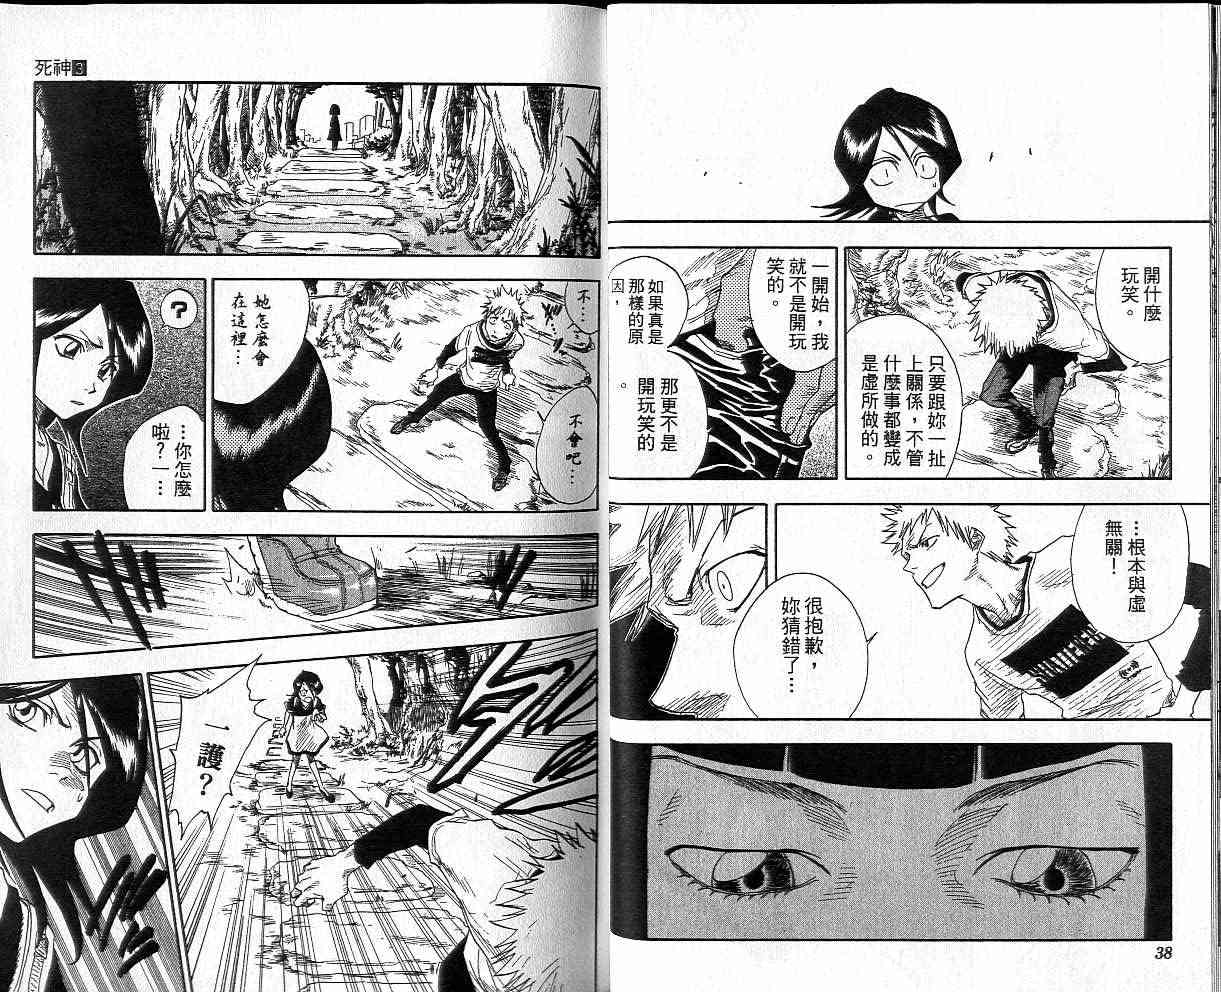 開什麼
玩笑。
只要跟妳一扯
上關係，不管
什麼事都變成
是虛所做的。
一開始，我
就不是開玩
笑的。
如果真是
那樣的原
因，
那更不是
開玩笑的
。
…根本與虛
無關！
很抱歉，
妳猜錯了…
38
死神3
不…
不會吧…
她怎麼會
在這裡…
？
…你怎麼
啦？一…
一護？